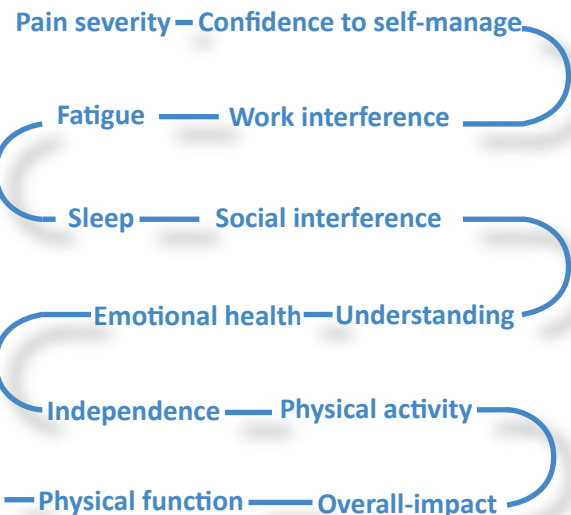 Pain severity Confidence to self-manage
Fatigue Work interference
Sleep Social interference
Emotional health Understanding
Independence Physical activity
Physical function Overall-impact